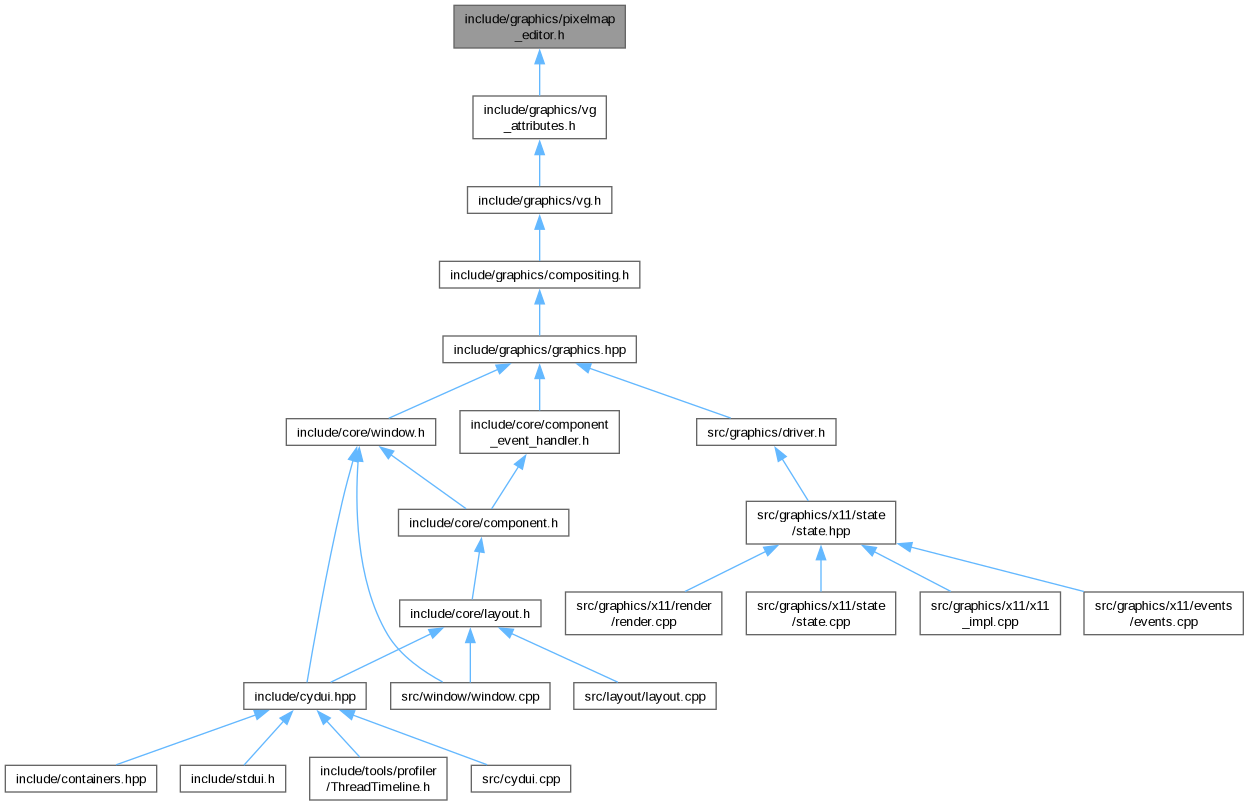 include/graphics/pixelmap
_editor.h
include/graphics/vg
_attributes.h
include/graphics/vg.h
include/graphics/compositing.h
include/graphics/graphics.hpp
include/core/window.h
include/core/component
_event_handler.h
src/graphics/driver.h
include/core/component.h
src/graphics/x11/state
/state.hpp
include/core/layout.h
src/graphics/x11/render
/render.cpp
src/graphics/x11/state
/state.cpp
src/graphics/x11/x11
_impl.cpp
src/graphics/x11/events
/events.cpp
include/cydui.hpp
src/window/window.cpp
src/layout/layout.cpp
include/containers.hpp
include/stdui.h
include/tools/profiler
/ThreadTimeline.h
src/cydui.cpp